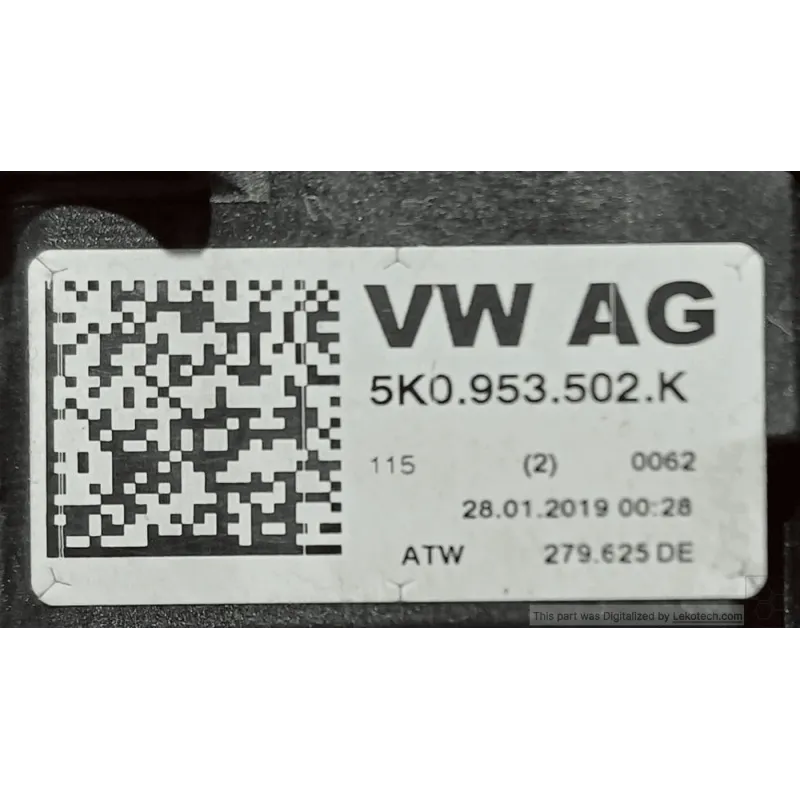 VW AG
5K0.953.502.K
115 (2) 0062
28.01.2019 00:28
ATW 279.625 DE
This part was Digitalized by Lekotech.com